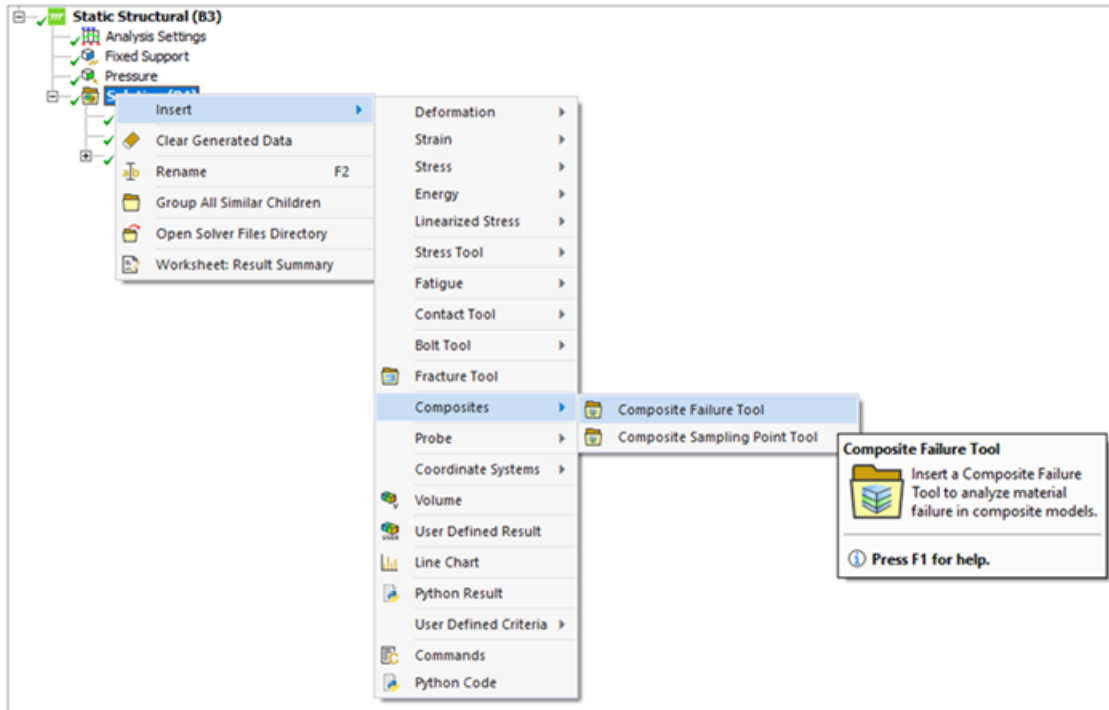 Static Structural (B3)
Analysis Settings
Fixed Support
Pressure
Insert
Clear Generated Data
Rename F2
Group All Similar Children
Open Solver Files Directory
Worksheet: Result Summary
Deformation
Strain
Stress
Energy
Linearized Stress
Stress Tool
Fatigue
Contact Tool
Bolt Tool
Fracture Tool
Composites
Probe
Coordinate Systems
Volume
User Defined Result
Line Chart
Python Result
User Defined Criteria
Commands
Python Code
Composite Failure Tool
Composite Sampling Point Tool
Composite Failure Tool
Insert a Composite Failure
Tool to analyze material
failure in composite models.
Press F1 for help.